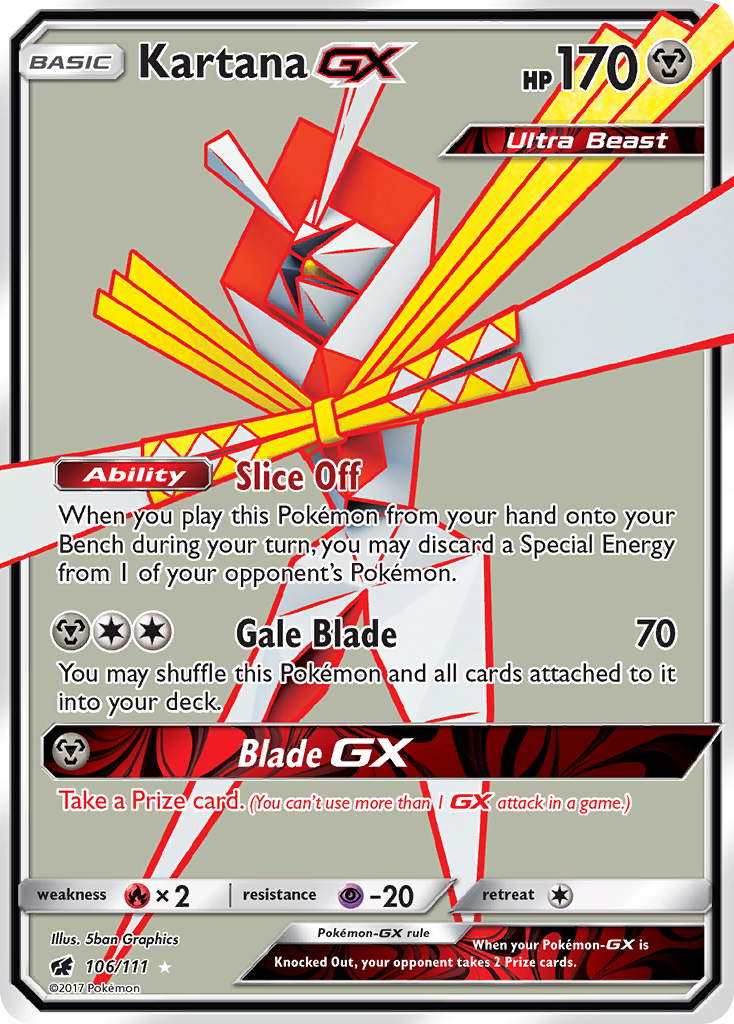 BASIC Kartana GX HP 170
Ultra Beast
Ability Slice Off
When you play this Pokémon from your hand onto your
Bench during your turn, you may discard a Special Energy
from 1 of your opponent's Pokémon.
Gale Blade 70
You may shuffle this Pokémon and all cards attached to it
into your deck.
Blade GX
Take a Prize card. (You can't use more than 1 GX attack in a game.)
weakness ×2 resistance -20 retreat
Illus. 5ban Graphics
106/111
©2017 Pokémon
Pokémon-GX rule
When your Pokémon-GX is
Knocked Out, your opponent takes 2 Prize cards.